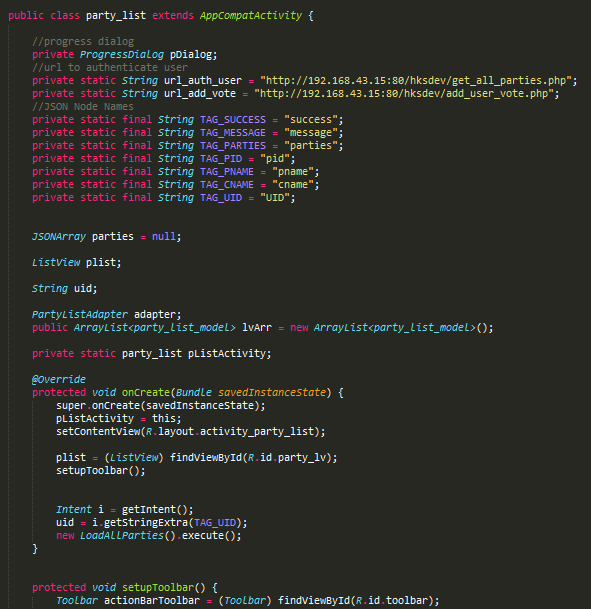 public class party_list extends AppCompatActivity {
//progress dialog
private ProgressDialog pDialog;
//url to authenticate user
private static String url_auth_user = "http://192.168.43.15:80/hksdev/get_all_parties.php";
private static String url_add_vote = "http://192.168.43.15:80/hksdev/add_user_vote.php";
//JSON Node Names
private static final String TAG_SUCCESS = "success";
private static final String TAG_MESSAGE = "message";
private static final String TAG_PARTIES = "parties";
private static final String TAG_PID = "pid";
private static final String TAG_PNAME = "pname";
private static final String TAG_CNAME = "cname";
private static final String TAG_UID = "UID";
JSONArray parties = null;
ListView plist;
String uid;
PartyListAdapter adapter;
public ArrayList<party_list_model> lvArr = new ArrayList<party_list_model>();
private static party_list pListActivity;
@Override
protected void onCreate(Bundle savedInstanceState) {
super.onCreate(savedInstanceState);
pListActivity = this;
setContentView(R.layout.activity_party_list);
plist = (ListView) findViewById(R.id.party_lv);
setupToolbar();
Intent i = getIntent();
uid = i.getStringExtra(TAG_UID);
new LoadAllParties().execute();
}
protected void setupToolbar() {
Toolbar actionBarToolbar = (Toolbar) findViewById(R.id.toolbar);